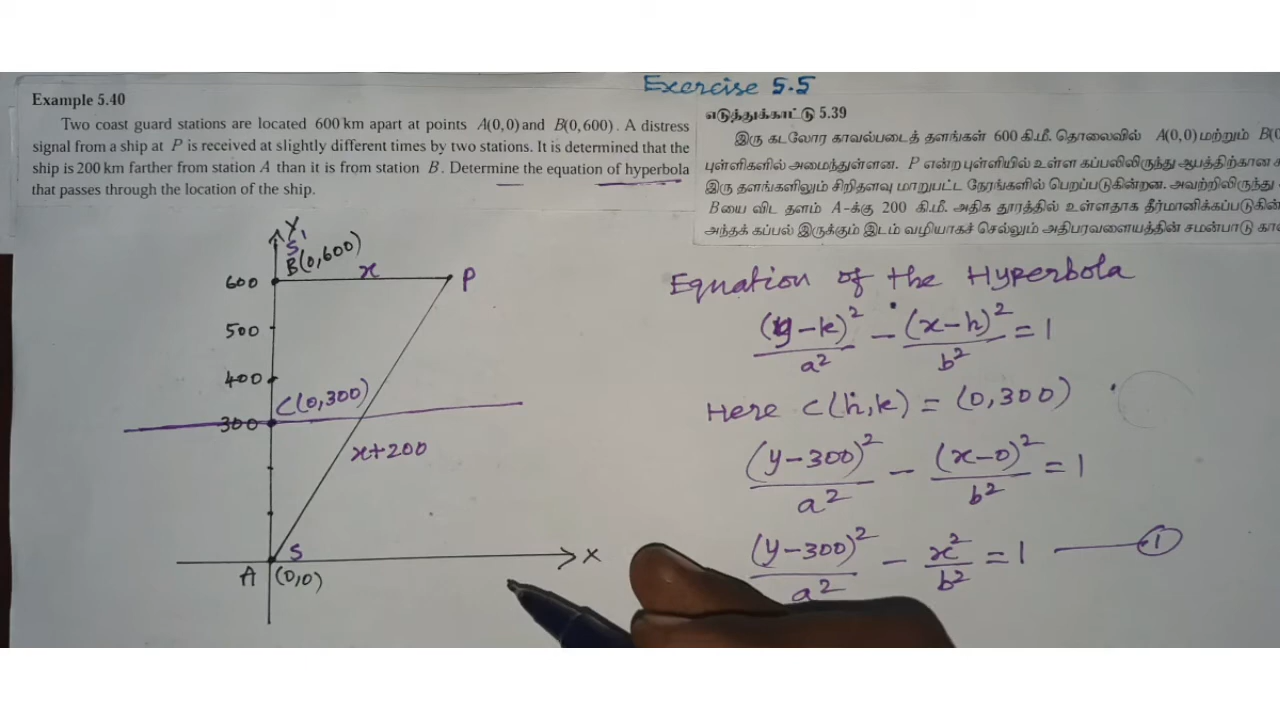 Exercise 5.5
Example 5.40
Two coast guard stations are located 600 km apart at points A(0,0) and B(0,600). A distress
signal from a ship at P is received at slightly different times by two stations. It is determined that the
ship is 200 km farther from station A than it is from station B. Determine the equation of hyperbola
that passes through the location of the ship.
எடுத்துக்காட்டு 5.39
இரு கடலோர காவல்படைத் தளங்கள் 600 கி.மீ. தொலைவில் A(0,0) மற்றும் B(0
புள்ளிகளில் அமைந்துள்ளன. P என்ற புள்ளியில் உள்ள கப்பலிலிருந்து ஆபத்திற்கான
இரு தளங்களிலும் சிறிதளவு மாறுபட்ட நேரங்களில் பெறப்படுகின்றன. அவற்றிலிருந்து
Bயை விட தளம் A-க்கு 200 கி.மீ. அதிக தூரத்தில் உள்ளதாக தீர்மானிக்கப்படுகின்
அந்தக் கப்பல் இருக்கும் இடம் வழியாகச் செல்லும் அதிபரவளையத்தின் சமன்பாடு கா
Y
S'
B(0,600)
x
600
P
500
400
C(0,300)
300
x+200
S
X
A
(0,0)
Equation of the Hyperbola
(y-k)²/a² - (x-h)²/b² = 1
Here C(h,k) = (0,300)
(y-300)²/a² - (x-0)²/b² = 1
(y-300)²/a² - x²/b² = 1 — ①